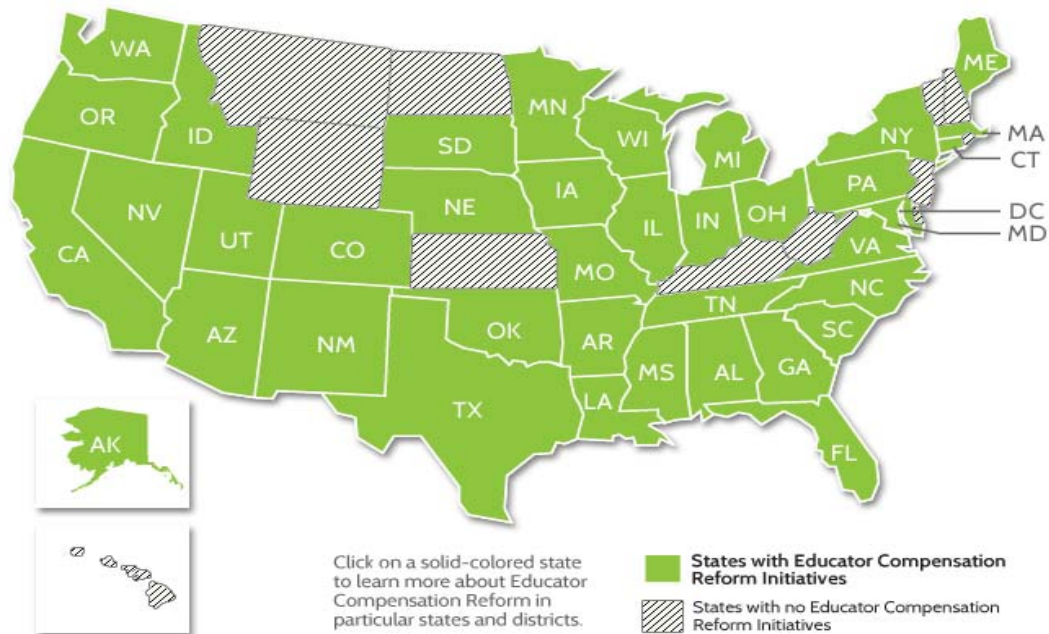 WA
ME
OR
MN
ID
WI
NY
MA
SD
MI
CT
IA
PA
NE
NV
IL
IN
OH
DC
UT
MD
CA
CO
VA
MO
NC
TN
AZ
OK
NM
AR
SC
MS
AL
GA
LA
TX
FL
AK
Click on a solid-colored state
to learn more about Educator
Compensation Reform in
particular states and districts.
States with Educator Compensation
Reform Initiatives
States with no Educator Compensation
Reform Initiatives